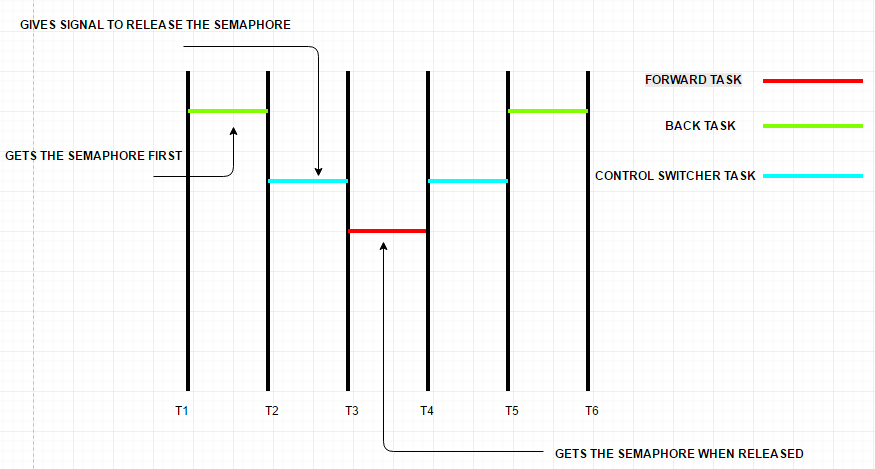 GIVES SIGNAL TO RELEASE THE SEMAPHORE
FORWARD TASK
BACK TASK
GETS THE SEMAPHORE FIRST
CONTROL SWITCHER TASK
T1 T2 T3 T4 T5 T6
GETS THE SEMAPHORE WHEN RELEASED